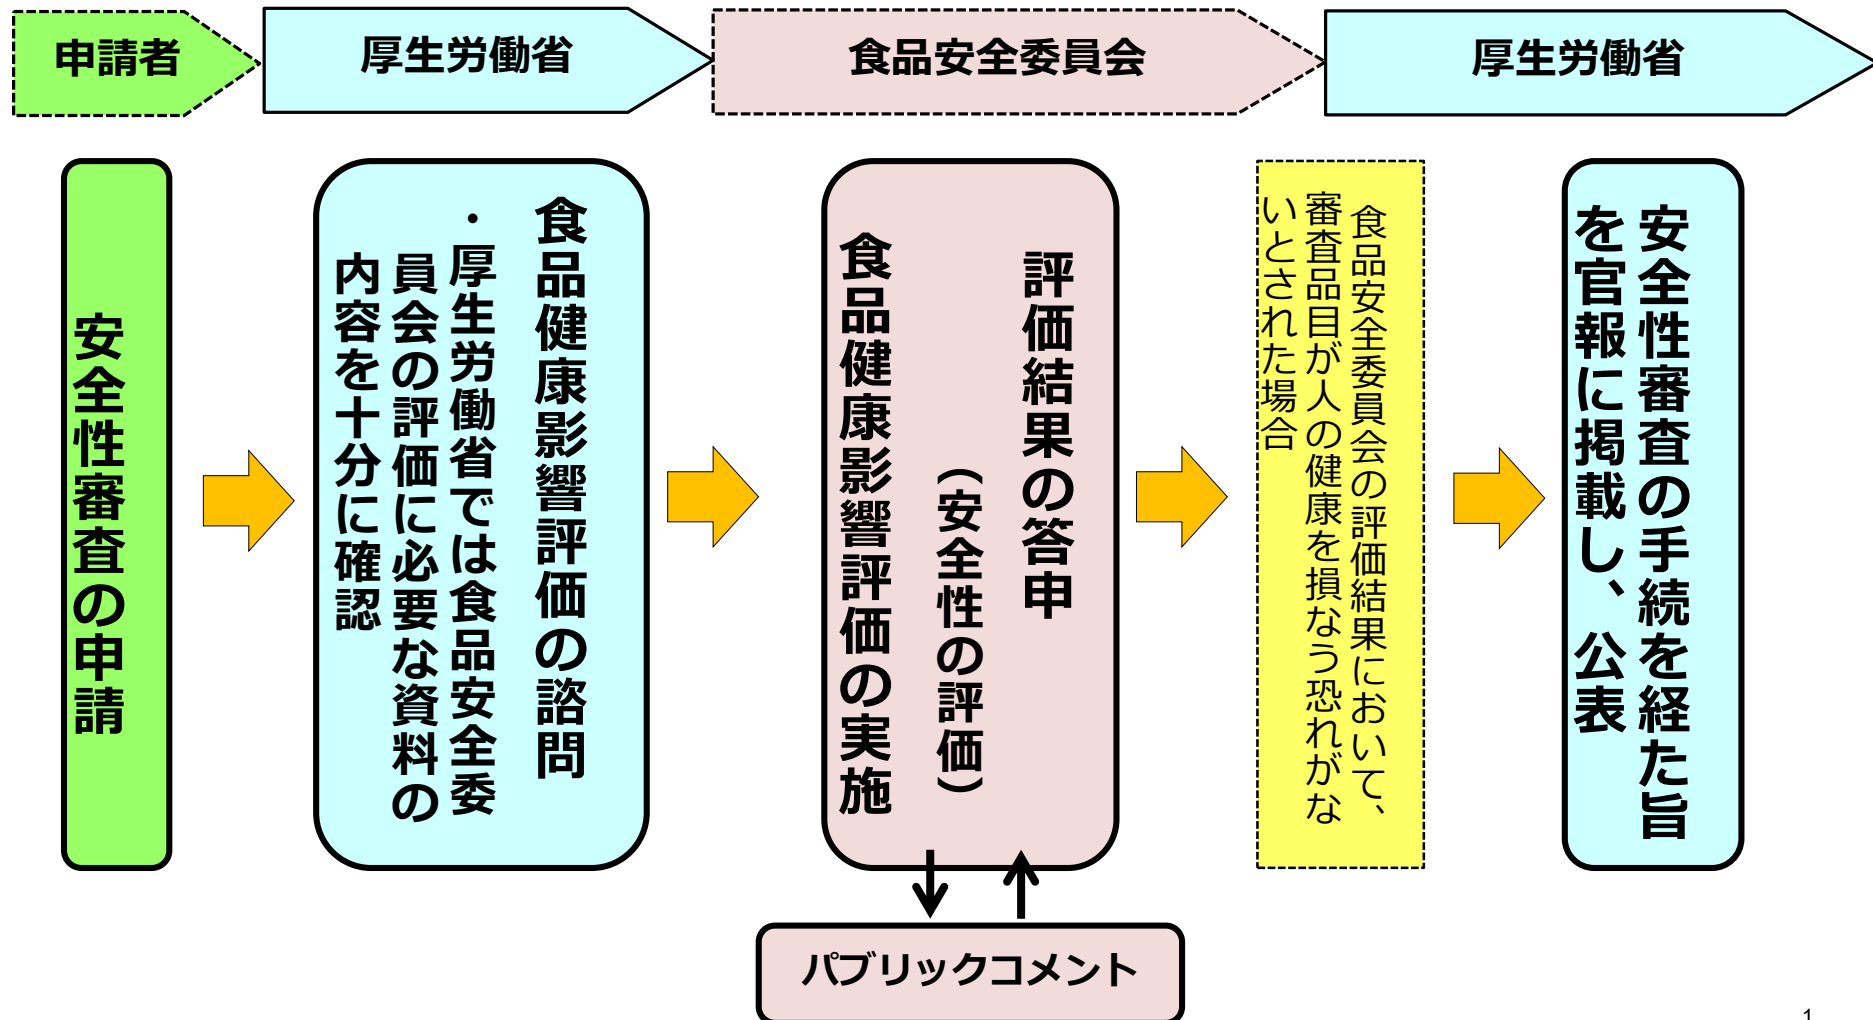 申請者
厚生労働省
食品安全委員会
厚生労働省
安全性審査の申請
食品健康影響評価の諮問
・厚生労働省では食品安全委
員会の評価に必要な資料の
内容を十分に確認
評価結果の答申
（安全性の評価）
食品健康影響評価の実施
食品安全委員会の評価結果において、
審査品目が人の健康を損なう恐れがな
いとされた場合
安全性審査の手続を経た旨
を官報に掲載し、公表
パブリックコメント
1